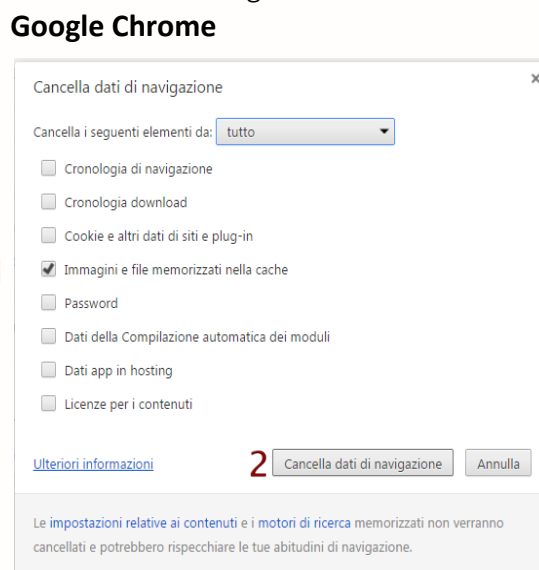 Google Chrome
Cancella dati di navigazione
×
Cancella i seguenti elementi da: tutto
Cronologia di navigazione
Cronologia download
Cookie e altri dati di siti e plug-in
Immagini e file memorizzati nella cache
Password
Dati della Compilazione automatica dei moduli
Dati app in hosting
Licenze per i contenuti
Ulteriori informazioni 2 Cancella dati di navigazione Annulla
Le impostazioni relative ai contenuti e i motori di ricerca memorizzati non verranno
cancellati e potrebbero rispecchiare le tue abitudini di navigazione.